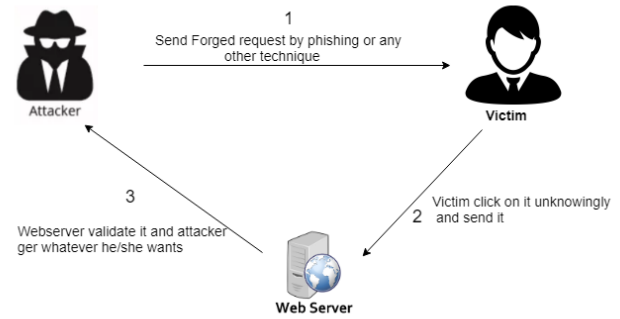 1
Send Forged request by phishing or any
other technique
Attacker
Victim
3
Victim click on it unknowingly
2 and send it
Webserver validate it and attacker
ger whatever he/she wants
Web Server